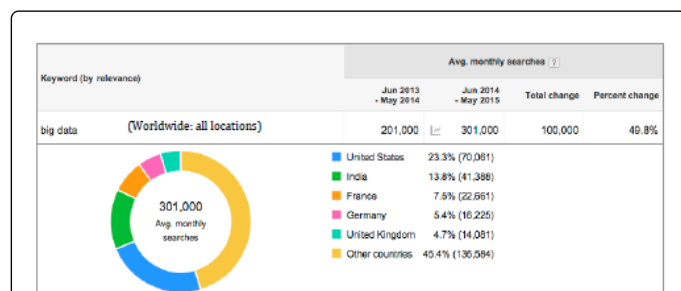 Avg. monthly searches ?
Keyword (by relevance)
Jun 2013 - May 2014 Jun 2014 - May 2015 Total change Percent change
big data (Worldwide: all locations) 201,000 301,000 100,000 49.8%
United States 23.3% (70,061)
India 13.8% (41,388)
France 7.5% (22,661)
Germany 5.4% (16,225)
United Kingdom 4.7% (14,081)
Other countries 45.4% (136,584)
301,000
Avg. monthly
searches